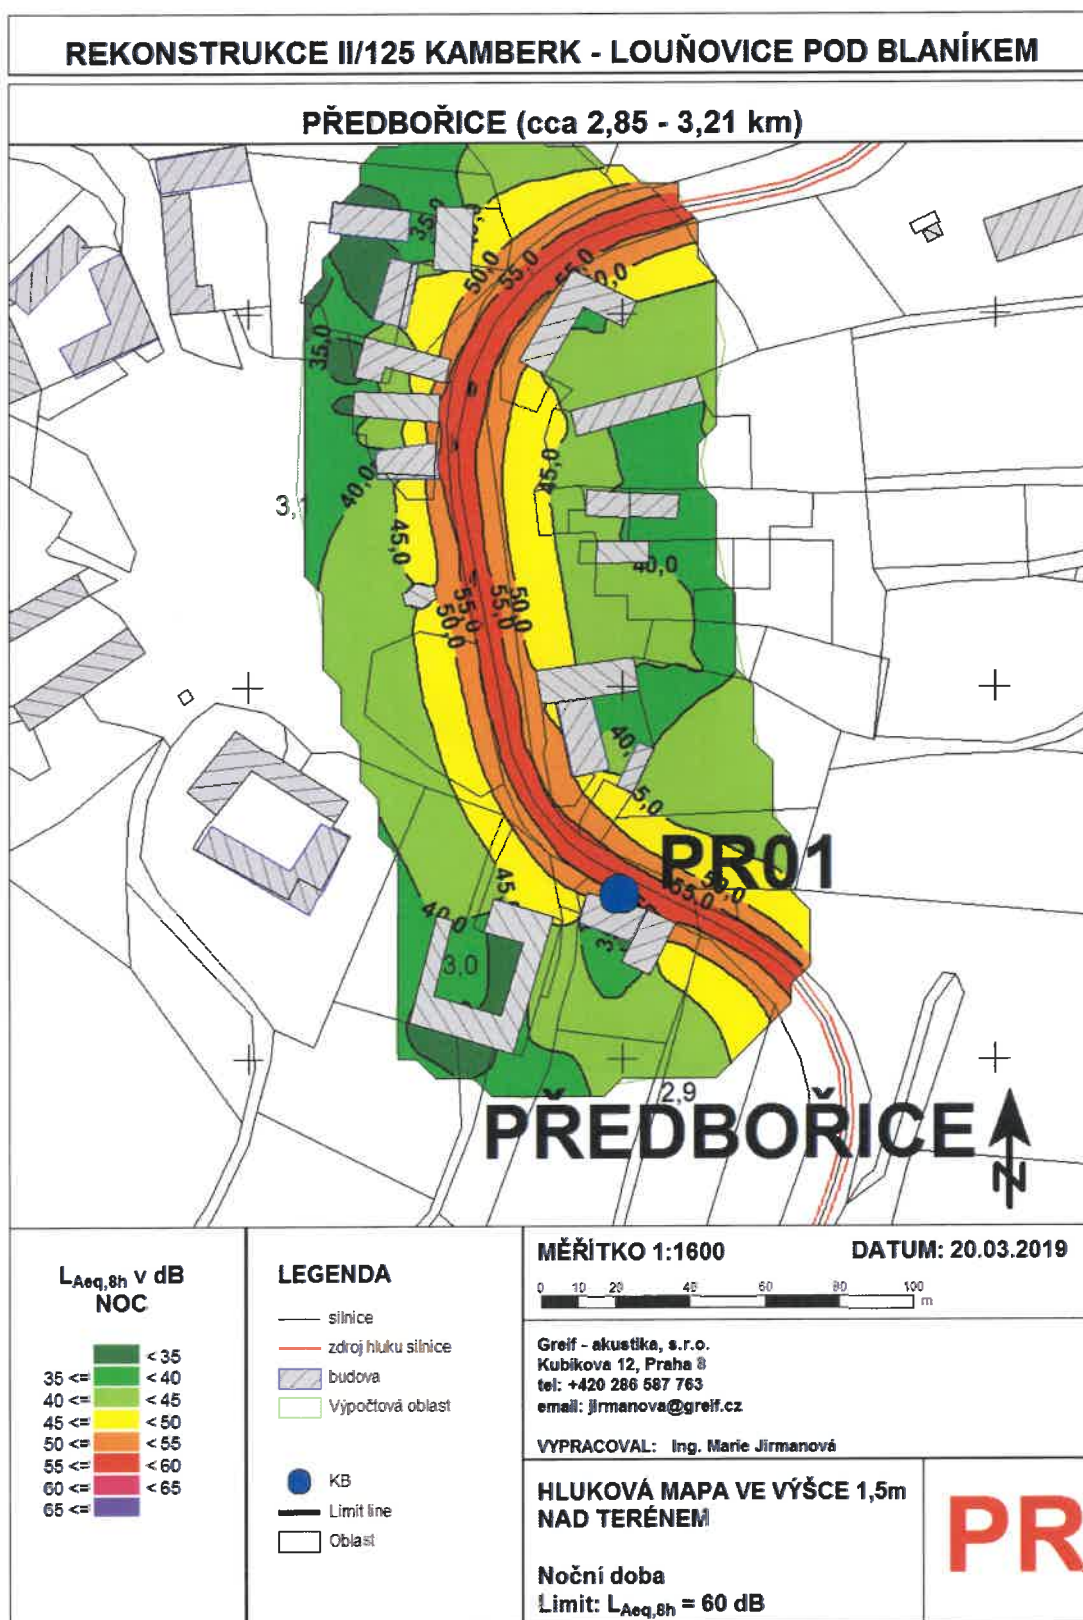 REKONSTRUKCE II/125 KAMBERK - LOUŇOVICE POD BLANÍKEM
PŘEDBOŘICE (cca 2,85 - 3,21 km)
35,0
50,0
55,0
55,0
35,0
45,0
40,0
3,
45,0
40,0
50,0
55,0
55,0
50,0
40,
5,0
PR01
45,
50,0
55,0
40,0
3,0
2,9
PŘEDBOŘICE
N
LAeq,8h v dB
NOC
< 35
35 <= < 40
40 <= < 45
45 <= < 50
50 <= < 55
55 <= < 60
60 <= < 65
65 <=
LEGENDA
silnice
zdroj hluku silnice
budova
Výpočtová oblast
KB
Limit line
Oblast
MĚŘÍTKO 1:1600 DATUM: 20.03.2019
0 10 20 40 60 80 100
m
Greif - akustika, s.r.o.
Kubíkova 12, Praha 8
tel: +420 286 587 763
email: jirmanova@greif.cz
VYPRACOVAL: Ing. Marie Jirmanová
HLUKOVÁ MAPA VE VÝŠCE 1,5m
NAD TERÉNEM
Noční doba
Limit: LAeq,8h = 60 dB
PR